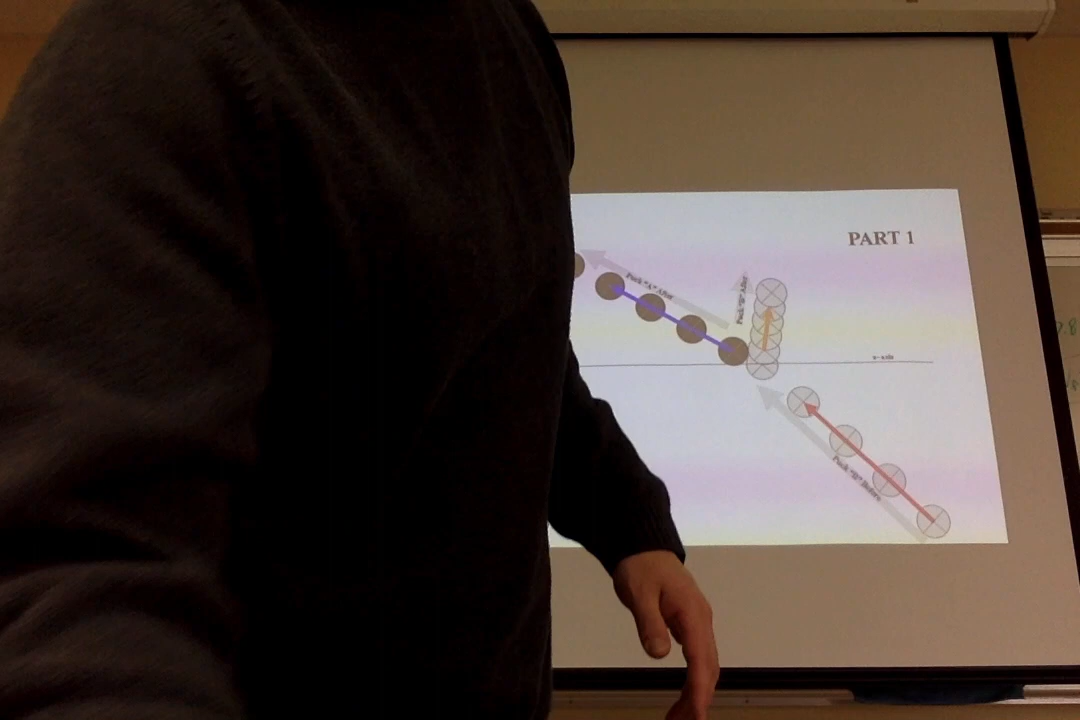 PART 1
Puck "A" After
Puck "B" After
x- axis
Puck "B" Before